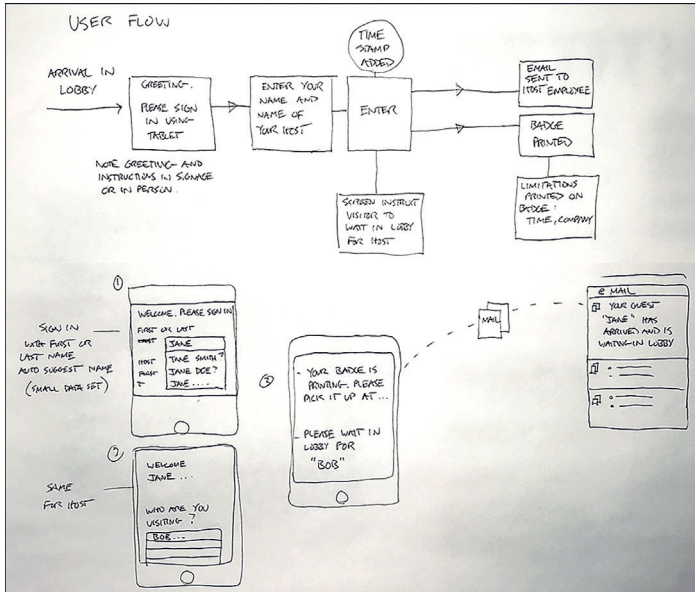 USER FLOW
ARRIVAL IN
LOBBY
GREETING.
PLEASE SIGN
IN USING
TABLET
NOTE GREETING AND
INSTRUCTIONS IN SIGNAGE
OR IN PERSON.
ENTER YOUR
NAME AND
NAME OF
YOUR HOST
TIME
STAMP
ADDED
ENTER
SCREEN INSTRUCT
VISITOR TO
WAIT IN LOBBY
FOR HOST
EMAIL
SENT TO
HOST EMPLOYEE
BADGE
PRINTED
LIMITATIONS
PRINTED ON
BADGE:
TIME, COMPANY
1
SIGN IN
WITH FIRST OR
LAST NAME
AUTO SUGGEST NAME
(SMALL DATA SET)
WELCOME. PLEASE SIGN IN
FIRST OR LAST
JANE
HOST
JANE SMITH?
JANE DOE?
JANE ....
2
SAME
FOR HOST
WELCOME
JANE ...
WHO ARE YOU
VISITING?
BOB...
3
- YOUR BADGE IS
PRINTING. PLEASE
PICK IT UP AT...
- PLEASE WAIT IN
LOBBY FOR
"BOB"
MAIL
e MAIL
YOUR GUEST
"JANE" HAS
ARRIVED AND IS
WAITING IN LOBBY